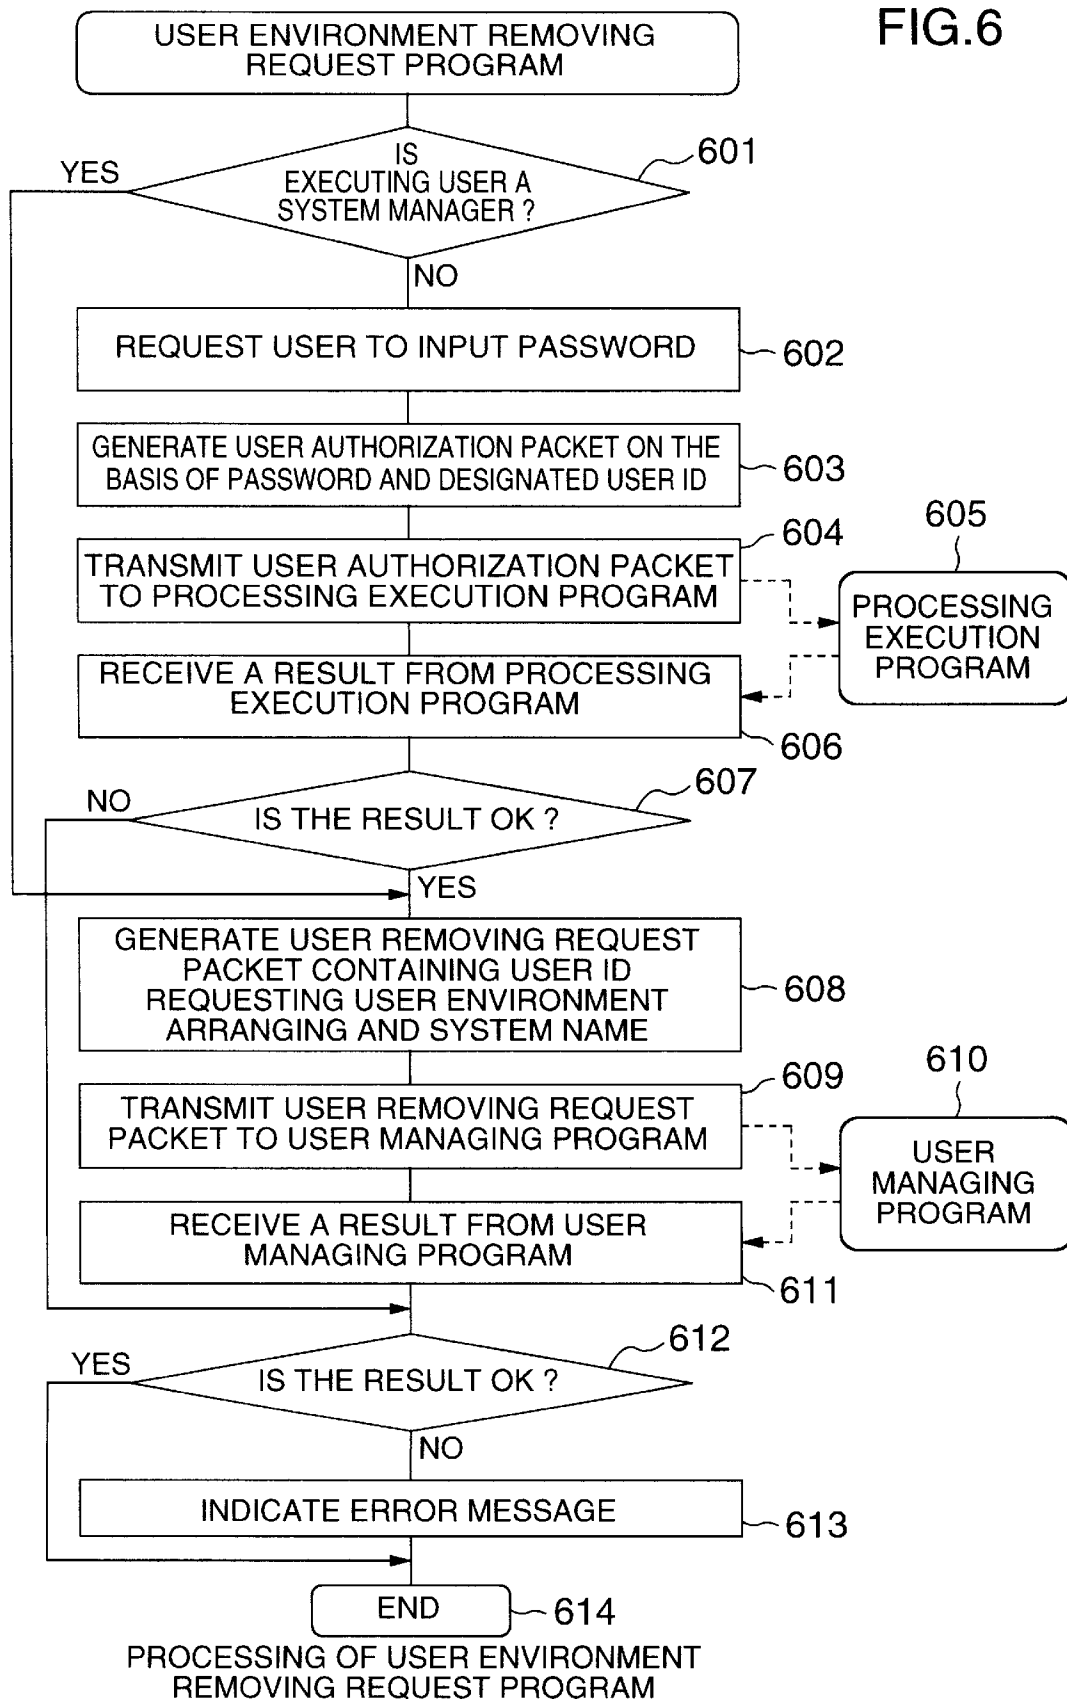 FIG.6
USER ENVIRONMENT REMOVING
REQUEST PROGRAM
IS
EXECUTING USER A
SYSTEM MANAGER ?
601
YES
NO
REQUEST USER TO INPUT PASSWORD
602
GENERATE USER AUTHORIZATION PACKET ON THE
BASIS OF PASSWORD AND DESIGNATED USER ID
603
604
TRANSMIT USER AUTHORIZATION PACKET
TO PROCESSING EXECUTION PROGRAM
605
PROCESSING
EXECUTION
PROGRAM
RECEIVE A RESULT FROM PROCESSING
EXECUTION PROGRAM
606
607
NO
IS THE RESULT OK ?
YES
GENERATE USER REMOVING REQUEST
PACKET CONTAINING USER ID
REQUESTING USER ENVIRONMENT
ARRANGING AND SYSTEM NAME
608
609
TRANSMIT USER REMOVING REQUEST
PACKET TO USER MANAGING PROGRAM
610
USER
MANAGING
PROGRAM
RECEIVE A RESULT FROM USER
MANAGING PROGRAM
611
612
YES
IS THE RESULT OK ?
NO
INDICATE ERROR MESSAGE
613
END
614
PROCESSING OF USER ENVIRONMENT
REMOVING REQUEST PROGRAM